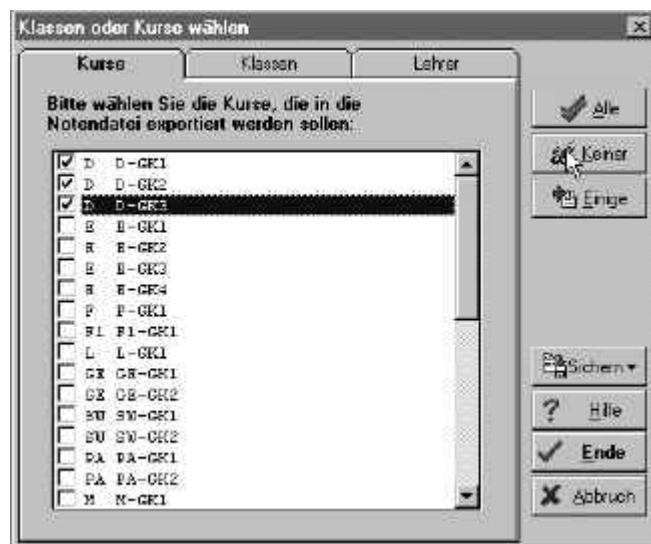 Klassen oder Kurse wählen
Kurse
Klassen
Lehrer
Bitte wählen Sie die Kurse, die in die
Notendatei exportiert werden sollen:
D D-GK1
D D-GK2
D D-GK3
E E-GK1
E E-GK2
E E-GK3
E E-GK4
F F-GK1
F1 F1-GK1
L L-GK1
GE GE-GK1
GE GE-GK2
SW SW-GK1
SW SW-GK2
PA PA-GK1
PA PA-GK2
M M-GK1
Alle
Keiner
Einige
Sichern
Hilfe
Ende
Abbruch